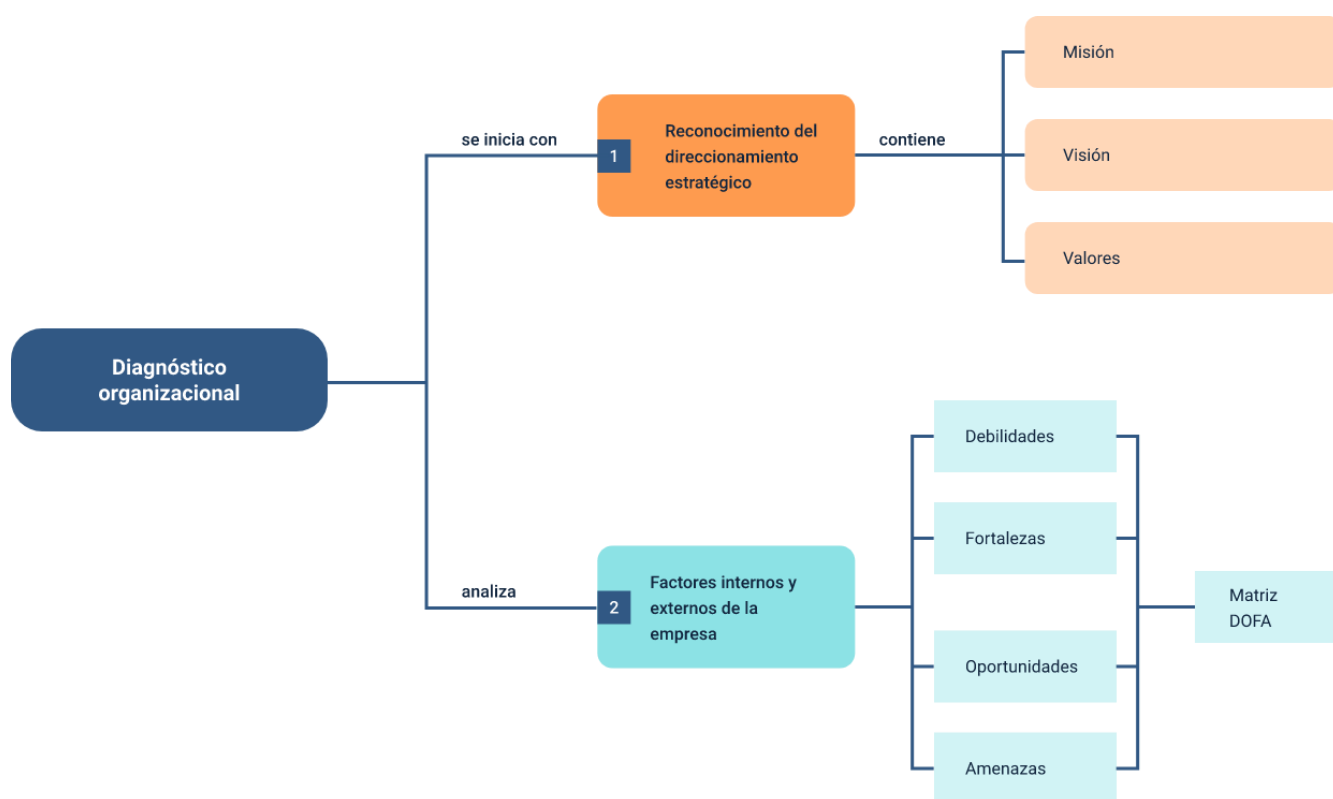 Diagnóstico
organizacional
se inicia con
1
Reconocimiento del
direccionamiento
estratégico
contiene
Misión
Visión
Valores
analiza
2
Factores internos y
externos de la
empresa
Debilidades
Fortalezas
Oportunidades
Amenazas
Matriz
DOFA